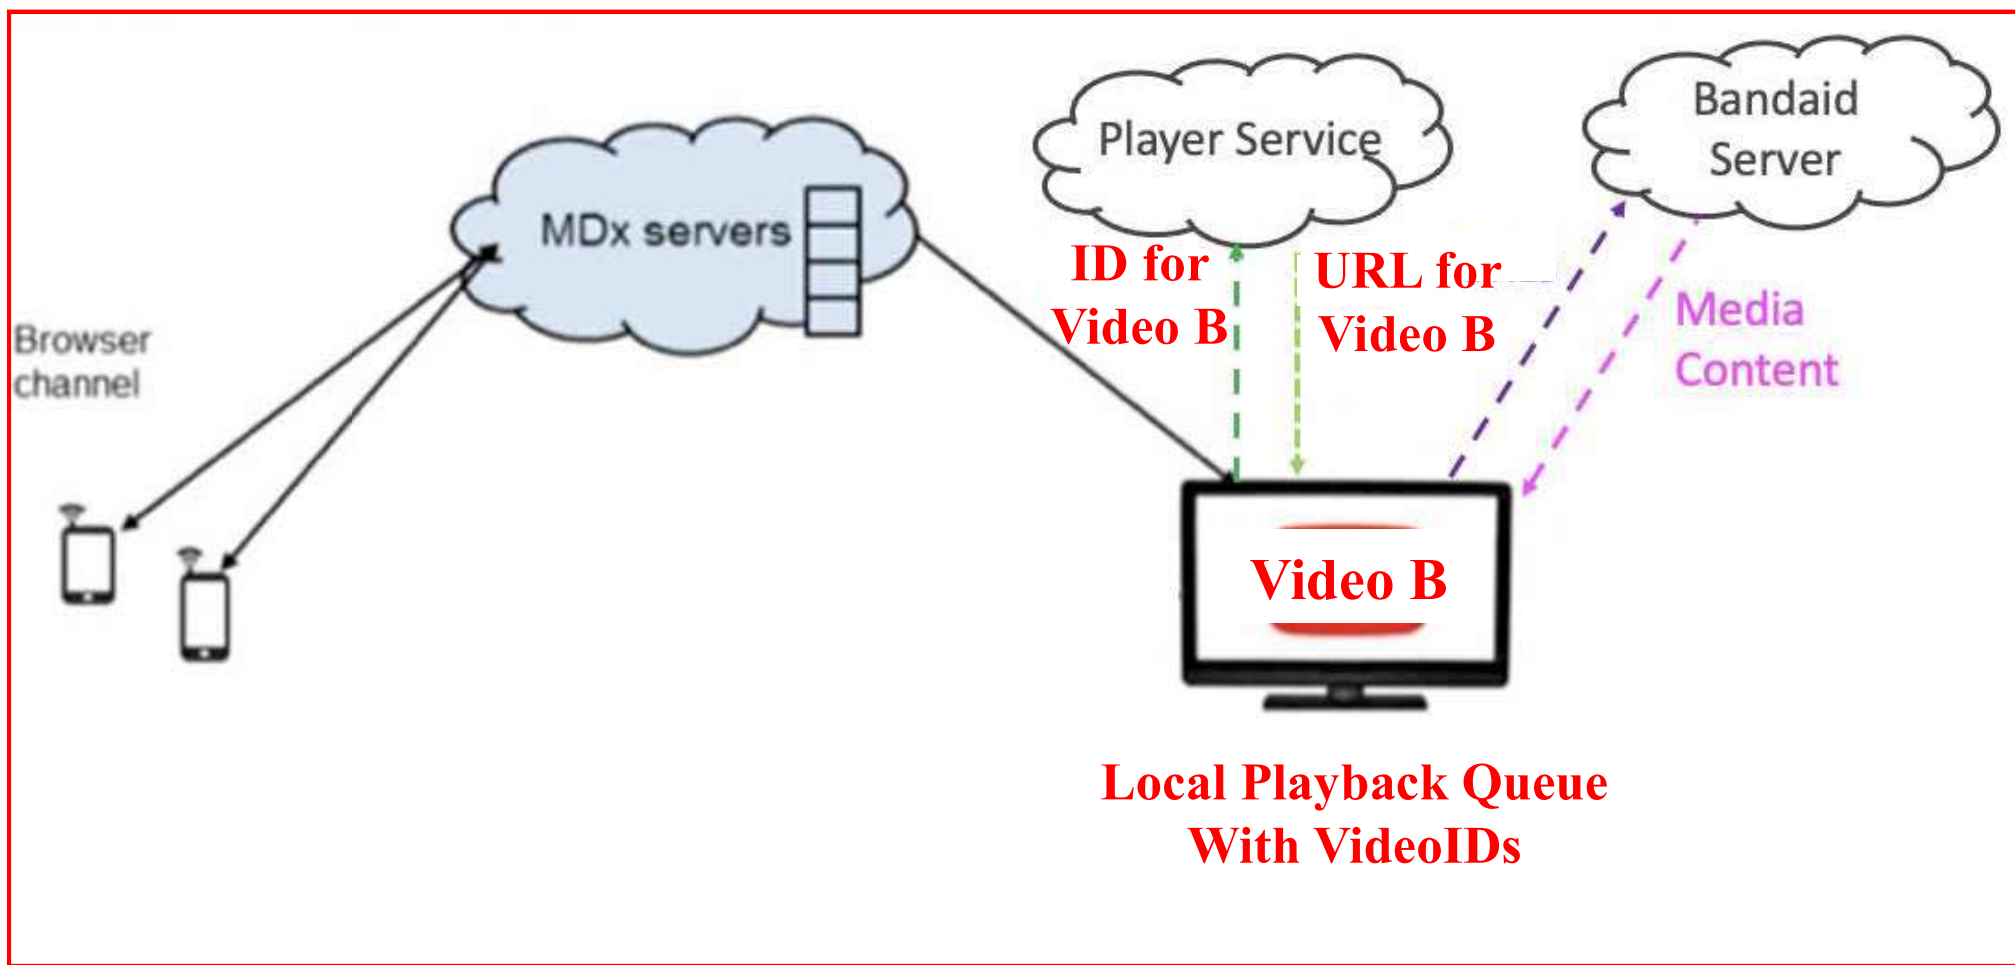 Browser
channel
MDx servers
Player Service
Bandaid
Server
ID for
Video B
URL for
Video B
Media
Content
Video B
Local Playback Queue
With VideoIDs